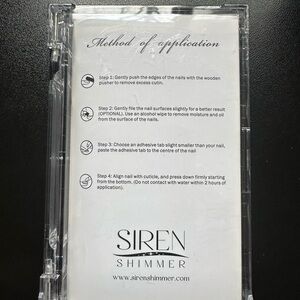 Method of application
Step 1: Gently push the edges of the nails with the wooden
pusher to remove excess cutin.
Step 2: Gently file the nail surfaces slightly for a better result
(OPTIONAL). Use an alcohol wipe to remove moisture and oil
from the surface of the nails.
Step 3: Choose an adhesive tab slight smaller than your nail,
paste the adhesive tab to the centre of the nail
Step 4: Align nail with cuticle, and press down firmly starting
from the bottom. (Do not contact with water within 2 hours of
application).
SIREN
SHIMMER
www.sirenshimmer.com